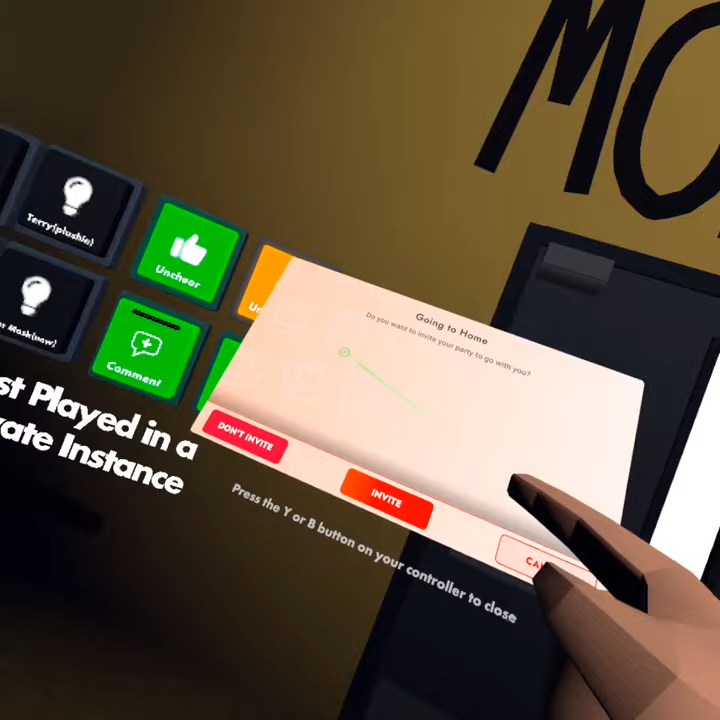 MO
Terry(plushie)
Uncheer
Mask(new)
Comment
Going to Home
Do you want to invite your party to go with you?
DON'T INVITE
INVITE
Press the Y or B button on your controller to close
st Played in a
ate Instance